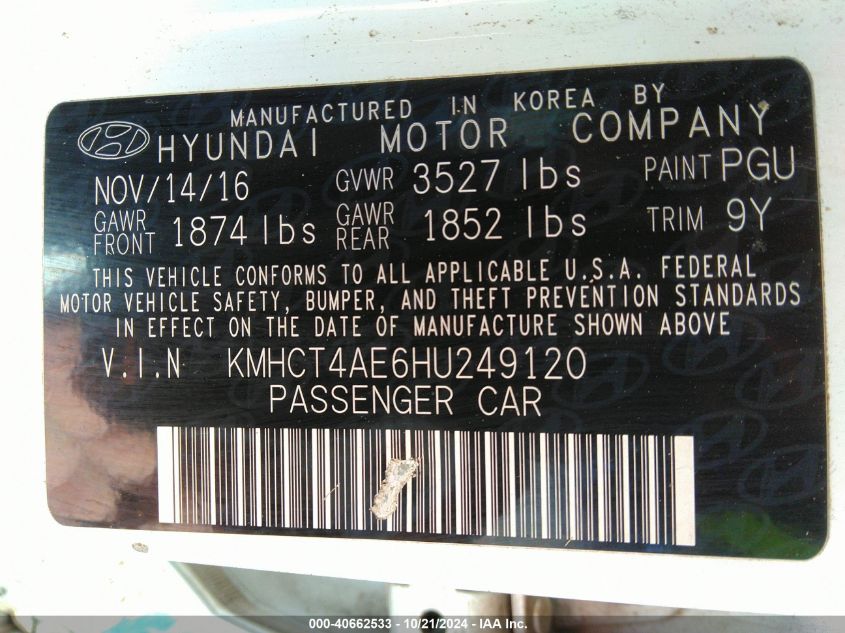 MANUFACTURED IN KOREA BY
HYUNDAI MOTOR COMPANY
NOV/14/16 GVWR 3527 lbs PAINT PGU
GAWR FRONT 1874 lbs GAWR REAR 1852 lbs TRIM 9Y
THIS VEHICLE CONFORMS TO ALL APPLICABLE U.S.A. FEDERAL
MOTOR VEHICLE SAFETY, BUMPER, AND THEFT PREVENTION STANDARDS
IN EFFECT ON THE DATE OF MANUFACTURE SHOWN ABOVE
V.I.N KMHCT4AE6HU249120
PASSENGER CAR
000-40662533 - 10/21/2024 - IAA Inc.